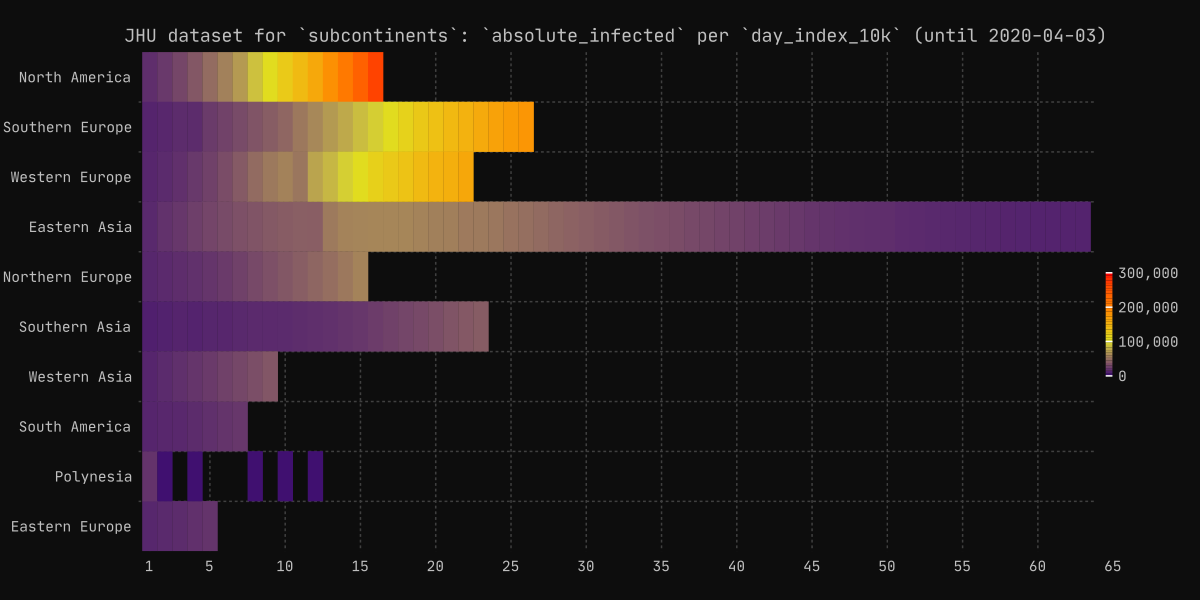 JHU dataset for `subcontinents`: `absolute_infected` per `day_index_10k` (until 2020-04-03)
North America
Southern Europe
Western Europe
Eastern Asia
Northern Europe
Southern Asia
Western Asia
South America
Polynesia
Eastern Europe
300,000
200,000
100,000
0
1 5 10 15 20 25 30 35 40 45 50 55 60 65